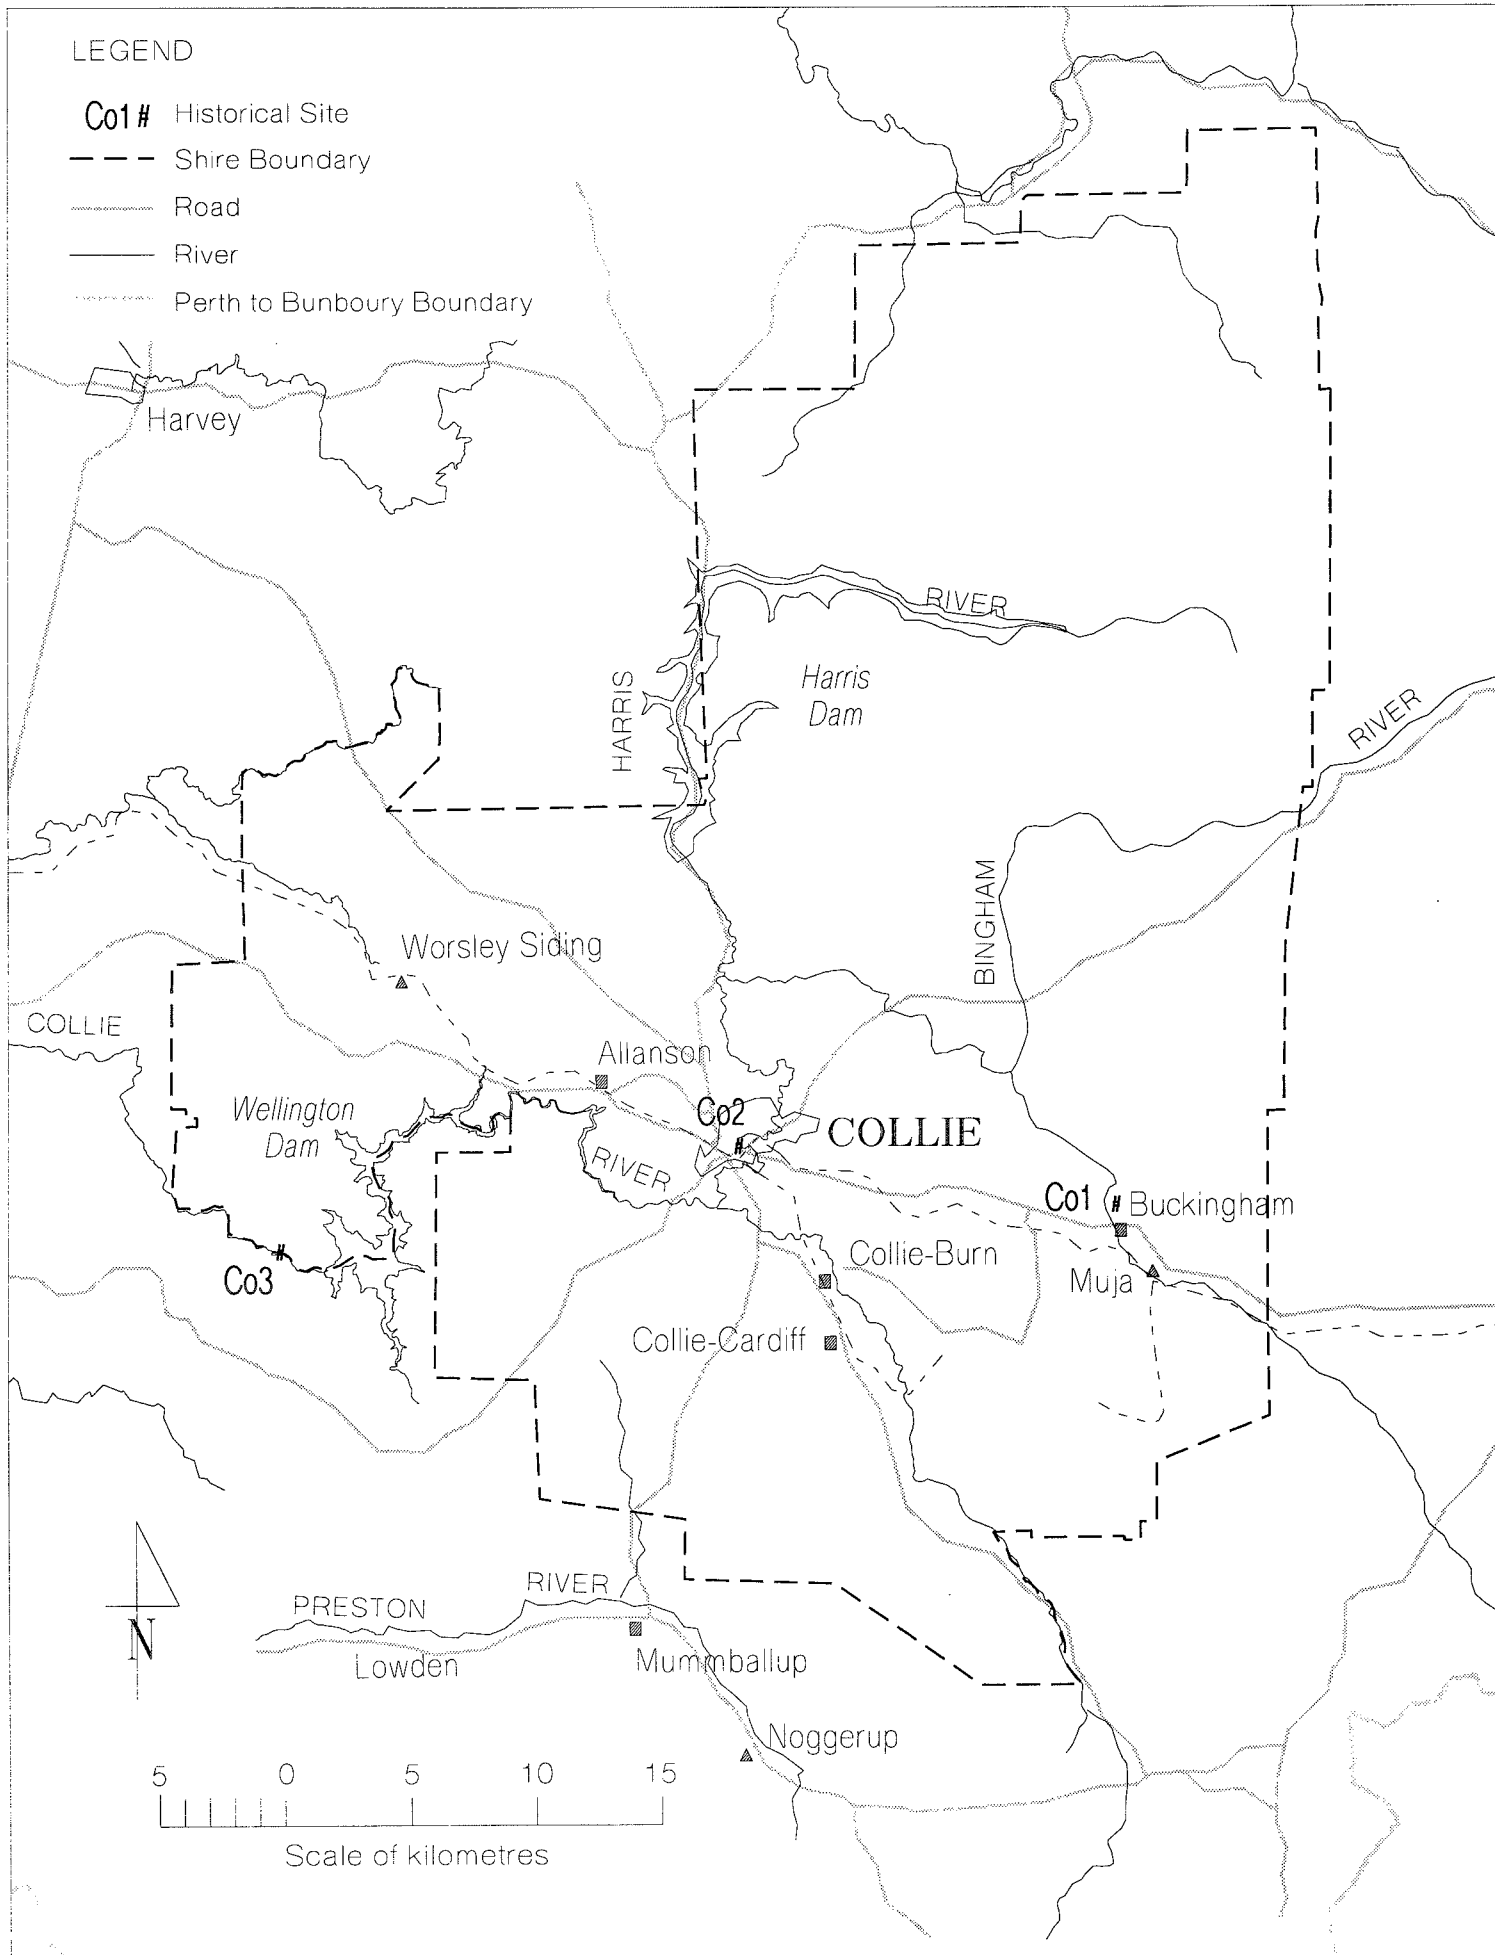 LEGEND
Co1 # Historical Site
Shire Boundary
Road
River
Perth to Bunboury Boundary
Harvey
RIVER
Harris
Dam
HARRIS
RIVER
BINGHAM
Worsley Siding
COLLIE
Allanson
Wellington
Dam
Co2
#
COLLIE
RIVER
Co1 # Buckingham
Collie-Burn
Muja
#
Co3
Collie-Cardiff
RIVER
PRESTON
N
Lowden
Mummballup
Noggerup
5 0 5 10 15
Scale of kilometres